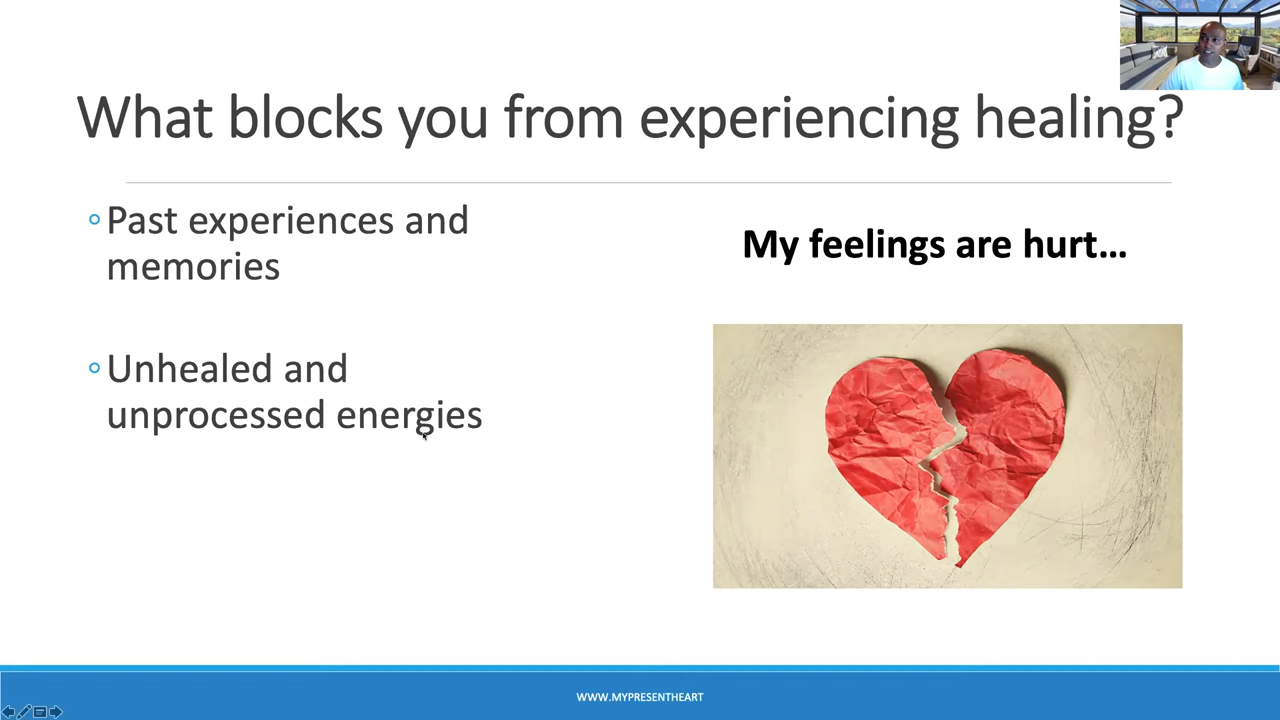 What blocks you from experiencing healing?
Past experiences and
memories
Unhealed and
unprocessed energies
My feelings are hurt...
WWW.MYPRESENTHEART